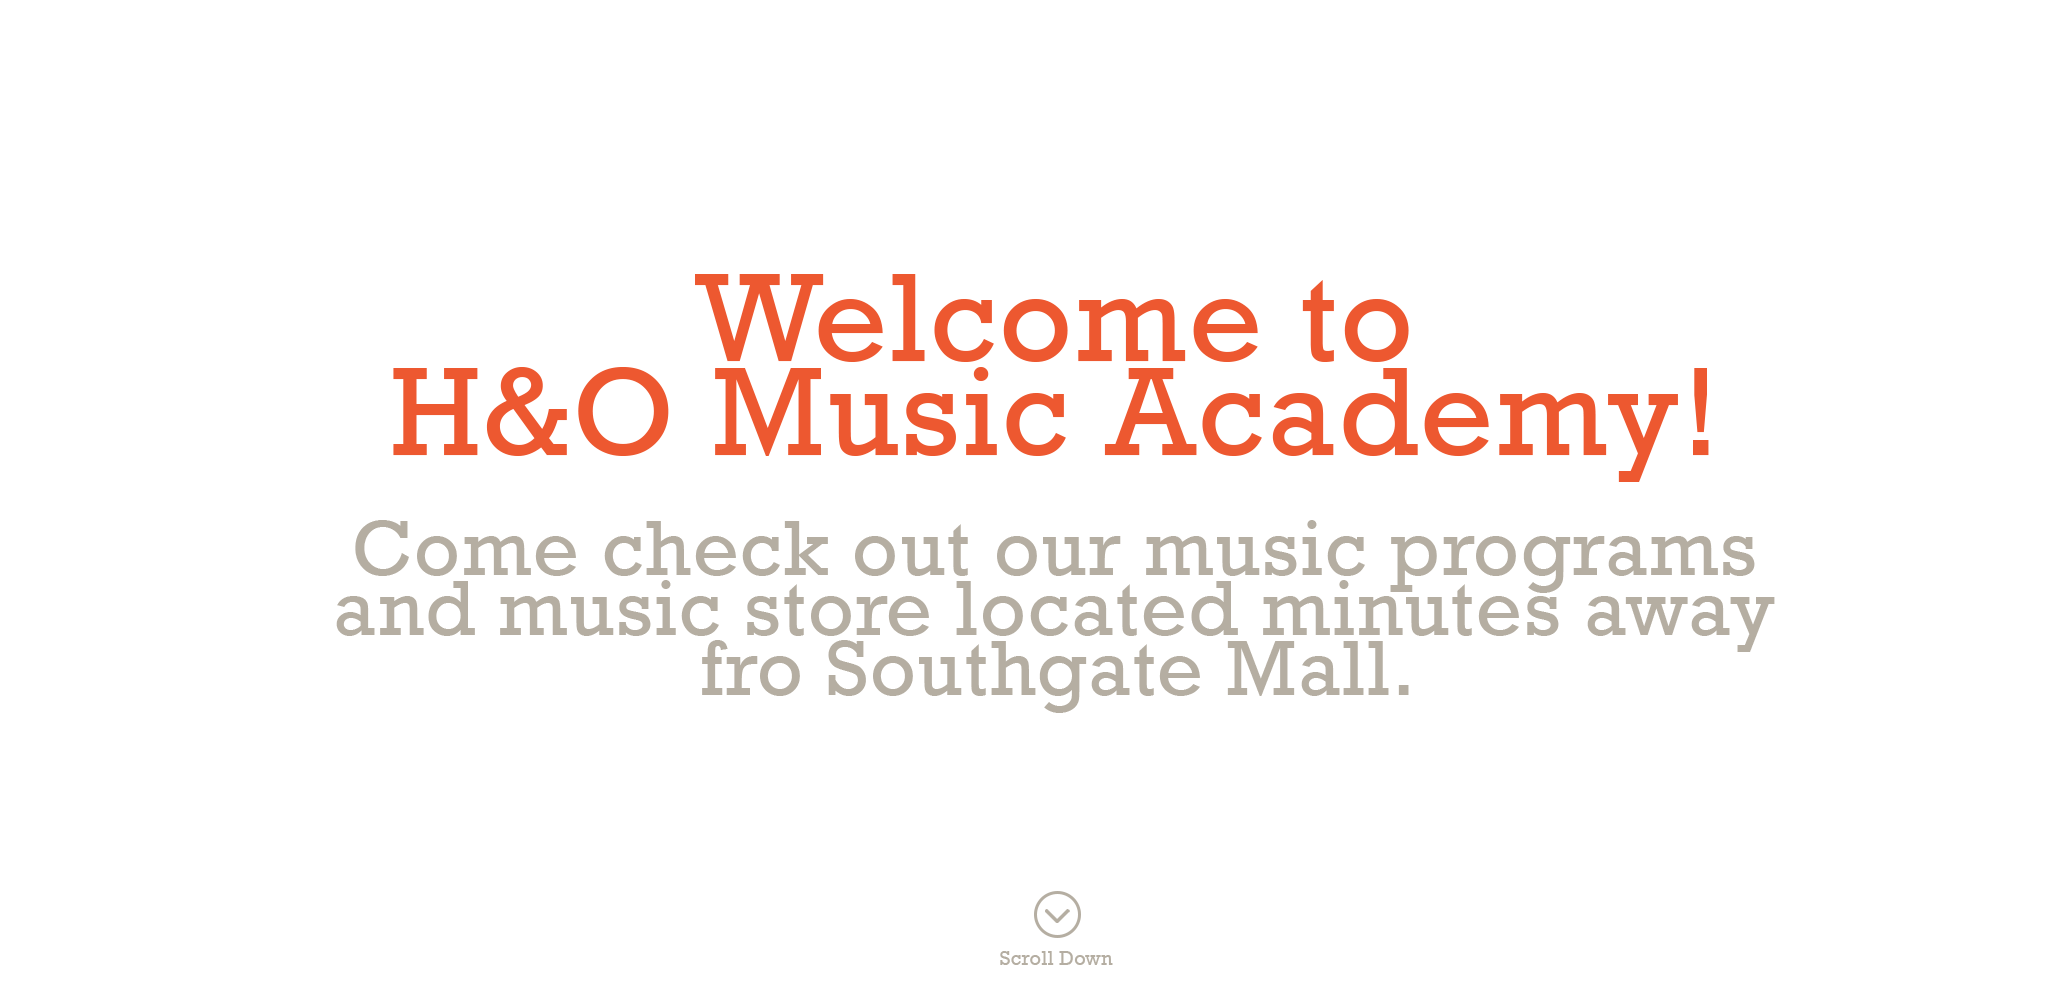 Welcome to
H&O Music Academy!
Come check out our music programs
and music store located minutes away
fro Southgate Mall.
Scroll Down